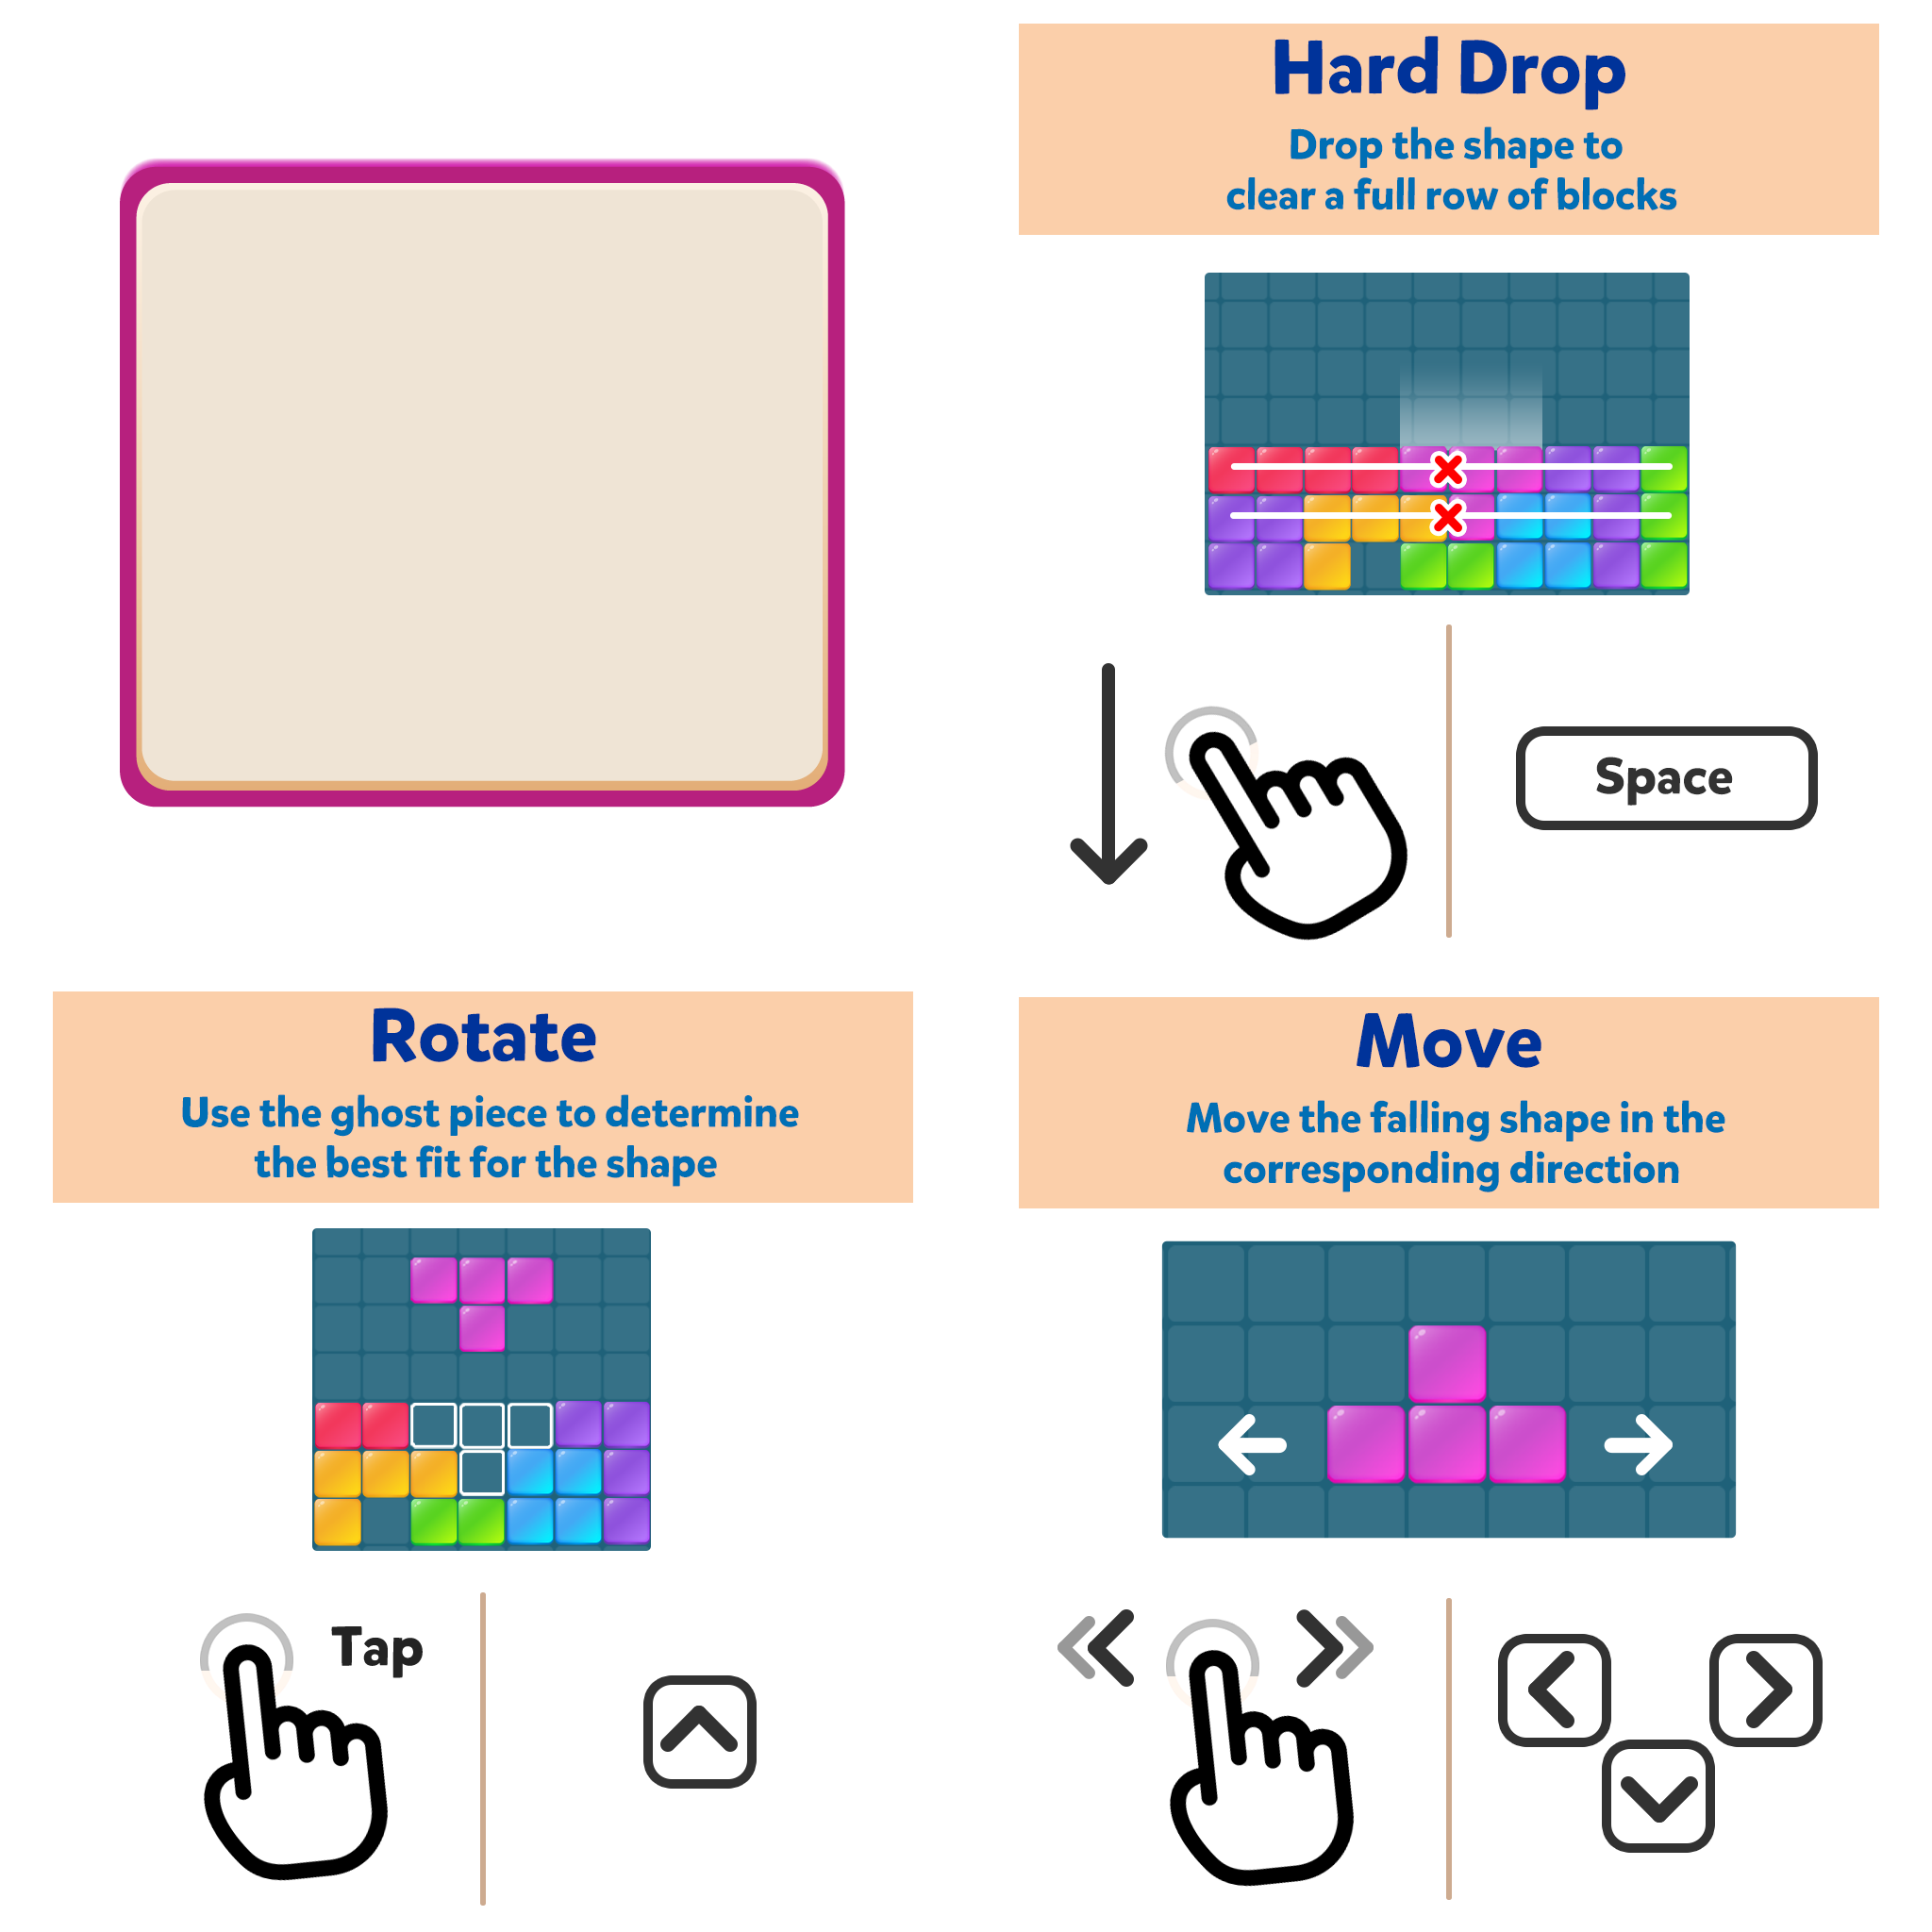 Hard Drop
Drop the shape to
clear a full row of blocks
Space
Rotate
Use the ghost piece to determine
the best fit for the shape
Tap
Move
Move the falling shape in the
corresponding direction